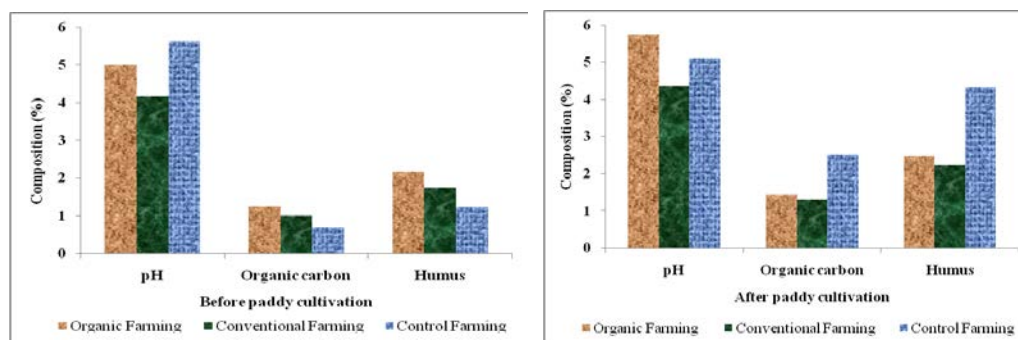 Composition (%)
6
5
4
3
2
1
0
pH Organic carbon Humus
Before paddy cultivation
Organic Farming Conventional Farming Control Farming
Composition (%)
6
5
4
3
2
1
0
pH Organic carbon Humus
After paddy cultivation
Organic Farming Conventional Farming Control Farming